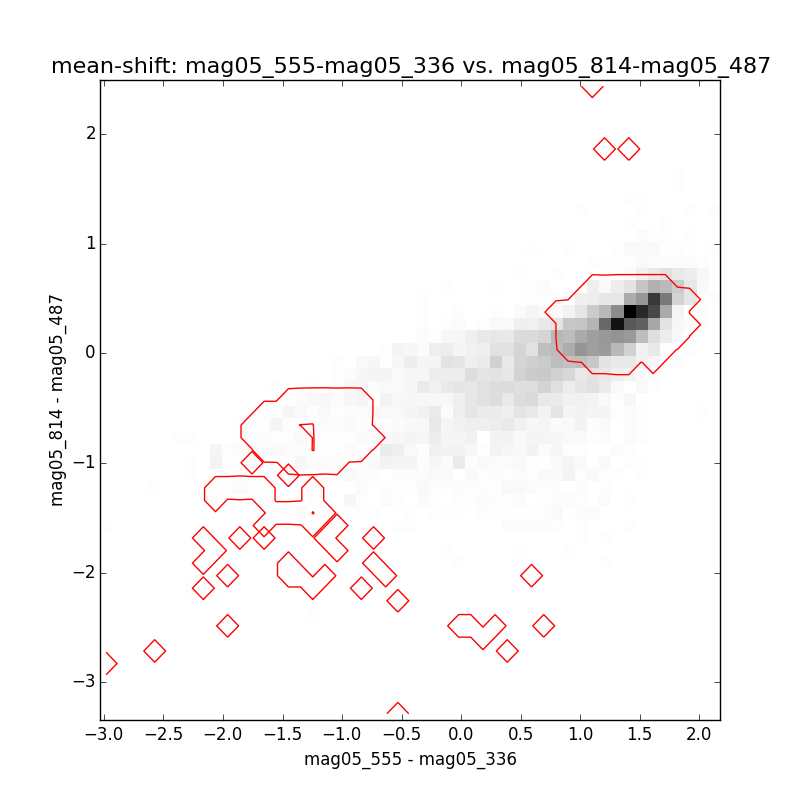 mean-shift: mag05_555-mag05_336 vs. mag05_814-mag05_487
2
1
0
−1
−2
−3
mag05_814 - mag05_487
−3.0 −2.5 −2.0 −1.5 −1.0 −0.5 0.0 0.5 1.0 1.5 2.0
mag05_555 - mag05_336